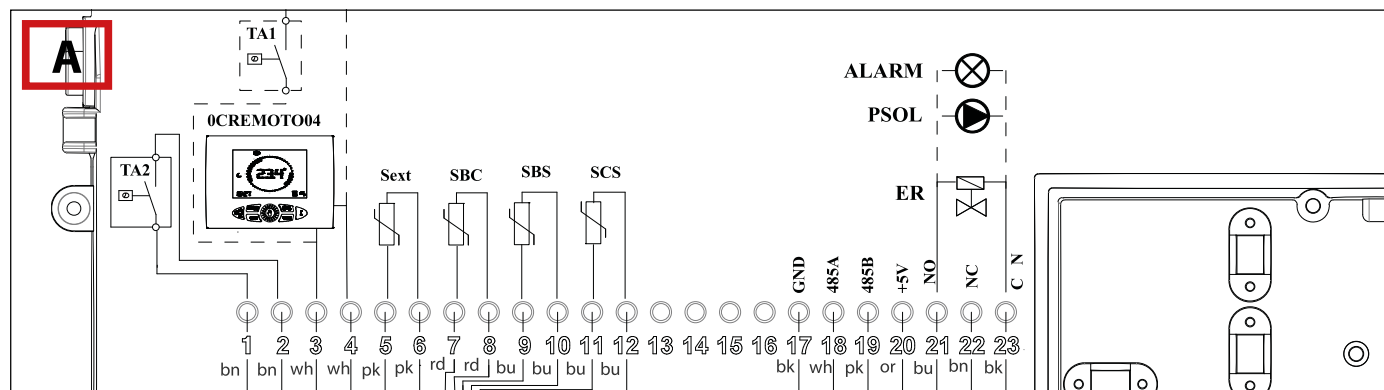 A
TA1
0CREMOTO04
TA2
234°
Sext
SBC
SBS
SCS
ALARM
PSOL
ER
GND
485A
485B
+5V
NO
NC
C N
1 2 3 4 5 6 7 8 9 10 11 12 13 14 15 16 17 18 19 20 21 22 23
bn bn wh wh pk pk rd rd bu bu bu bu bk wh pk or bu bn bk